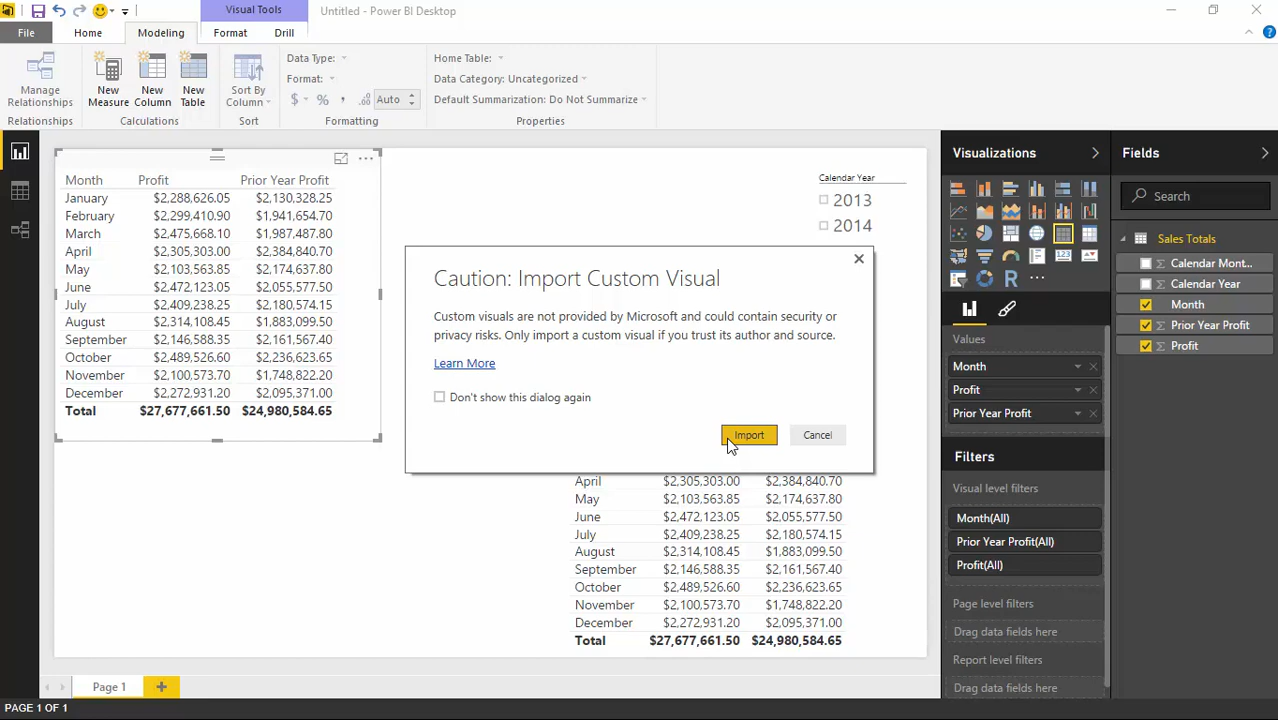 Visual Tools
Untitled - Power BI Desktop
File
Home
Modeling
Format
Drill
Manage
Relationships
New
Measure
New
Column
New
Table
Sort By
Column
Data Type:
Format:
$ % , Auto
Home Table:
Data Category: Uncategorized
Default Summarization: Do Not Summarize
Relationships
Calculations
Sort
Formatting
Properties
Month Profit Prior Year Profit
January $2,288,626.05 $2,130,328.25
February $2,299,410.90 $1,941,654.70
March $2,475,668.10 $1,987,487.80
April $2,305,303.00 $2,384,840.70
May $2,103,563.85 $2,174,637.80
June $2,472,123.05 $2,055,577.50
July $2,409,238.25 $2,180,574.15
August $2,314,108.45 $1,883,099.50
September $2,146,588.35 $2,161,567.40
October $2,489,526.60 $2,236,623.65
November $2,100,573.70 $1,748,822.20
December $2,272,931.20 $2,095,371.00
Total $27,677,661.50 $24,980,584.65
Calendar Year
2013
2014
Caution: Import Custom Visual
Custom visuals are not provided by Microsoft and could contain security or
privacy risks. Only import a custom visual if you trust its author and source.
Learn More
Don't show this dialog again
Import
Cancel
April $2,305,303.00 $2,384,840.70
May $2,103,563.85 $2,174,637.80
June $2,472,123.05 $2,055,577.50
July $2,409,238.25 $2,180,574.15
August $2,314,108.45 $1,883,099.50
September $2,146,588.35 $2,161,567.40
October $2,489,526.60 $2,236,623.65
November $2,100,573.70 $1,748,822.20
December $2,272,931.20 $2,095,371.00
Total $27,677,661.50 $24,980,584.65
Visualizations
R
Values
Month
Profit
Prior Year Profit
Filters
Visual level filters
Month(All)
Prior Year Profit(All)
Profit(All)
Page level filters
Drag data fields here
Report level filters
Drag data fields here
Fields
Search
Sales Totals
Σ Calendar Mont...
Σ Calendar Year
Month
Σ Prior Year Profit
Σ Profit
Page 1
PAGE 1 OF 1